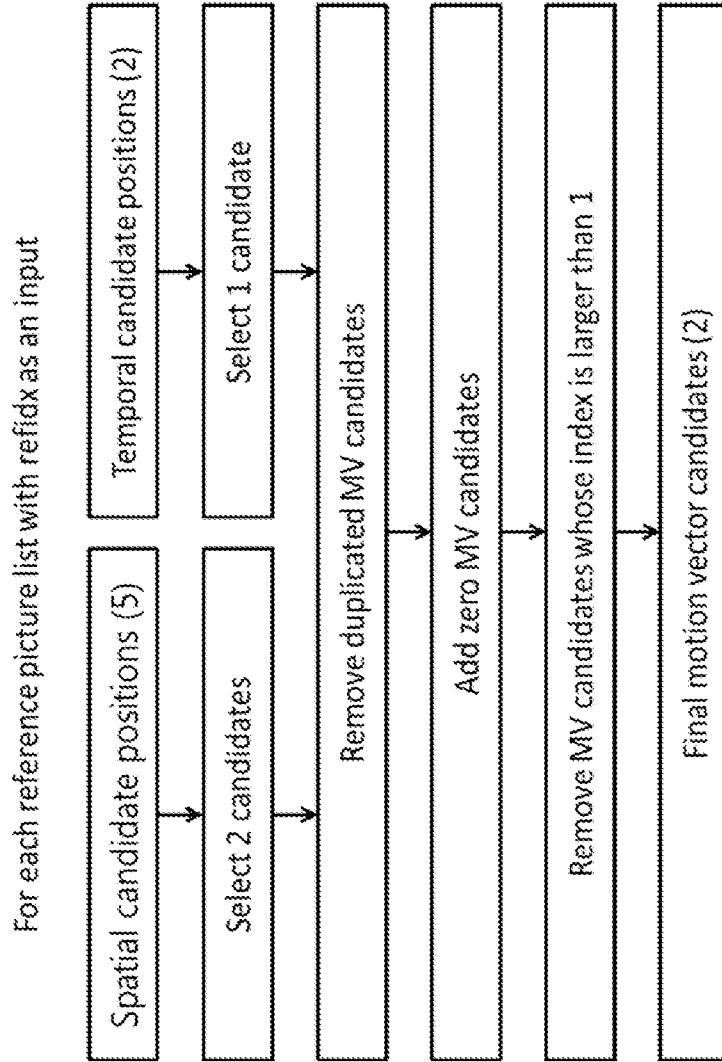 For each reference picture list with refidx as an input
Spatial candidate positions (5)
Temporal candidate positions (2)
Select 2 candidates
Select 1 candidate
Remove duplicated MV candidates
Add zero MV candidates
Remove MV candidates whose index is larger than 1
Final motion vector candidates (2)